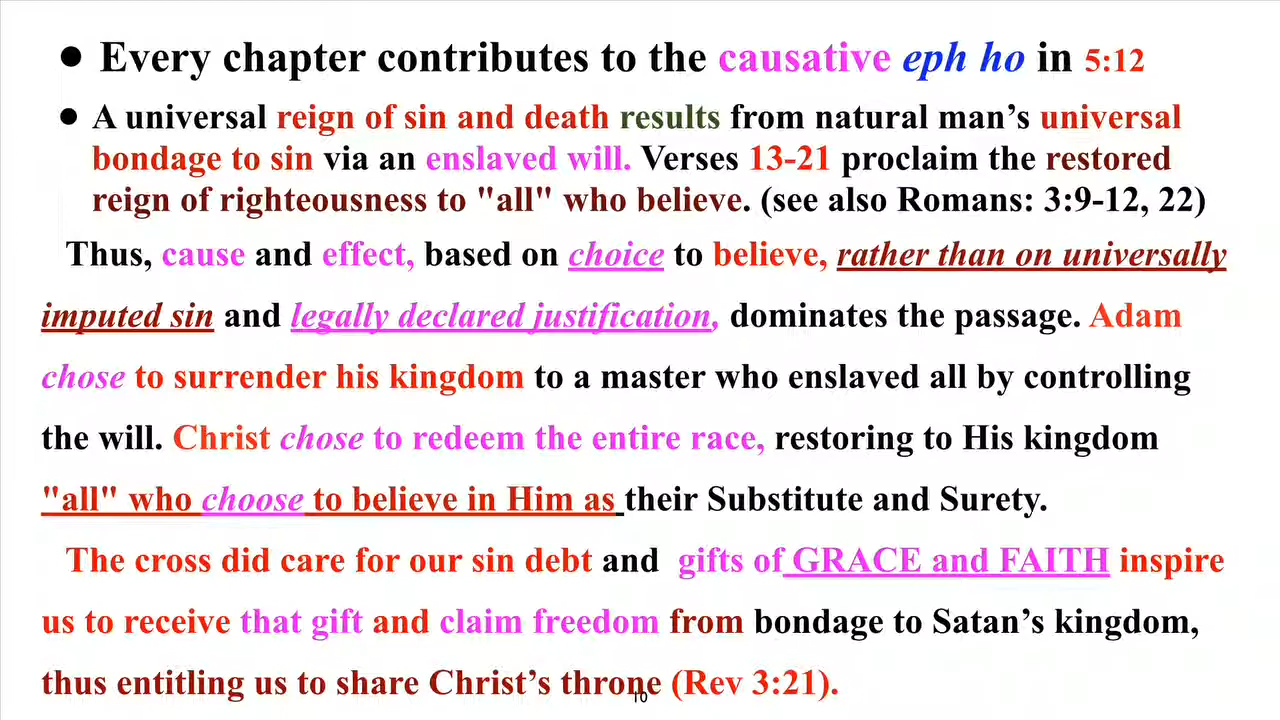 • Every chapter contributes to the causative eph ho in 5:12
• A universal reign of sin and death results from natural man’s universal
bondage to sin via an enslaved will. Verses 13-21 proclaim the restored
reign of righteousness to "all" who believe. (see also Romans: 3:9-12, 22)
Thus, cause and effect, based on choice to believe, rather than on universally
imputed sin and legally declared justification, dominates the passage. Adam
chose to surrender his kingdom to a master who enslaved all by controlling
the will. Christ chose to redeem the entire race, restoring to His kingdom
"all" who choose to believe in Him as their Substitute and Surety.
The cross did care for our sin debt and gifts of GRACE and FAITH inspire
us to receive that gift and claim freedom from bondage to Satan’s kingdom,
thus entitling us to share Christ’s throne (Rev 3:21).
10